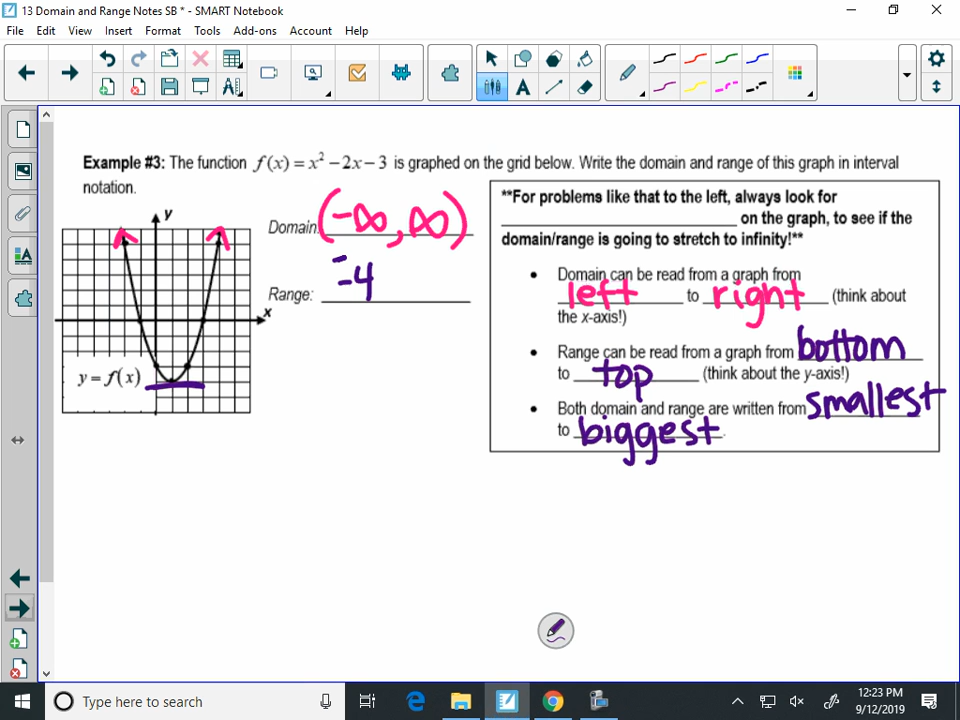 13 Domain and Range Notes SB * - SMART Notebook
File Edit View Insert Format Tools Add-ons Account Help
Example #3: The function f(x) = x² − 2x − 3 is graphed on the grid below. Write the domain and range of this graph in interval
notation.
**For problems like that to the left, always look for
____________ on the graph, to see if the
domain/range is going to stretch to infinity!**
Domain: (-∞, ∞)
Range: -4
y
x
y = f(x)
• Domain can be read from a graph from
left to right (think about
the x-axis!)
• Range can be read from a graph from bottom
to top (think about the y-axis!)
• Both domain and range are written from smallest
to biggest.
Type here to search
12:23 PM
9/12/2019